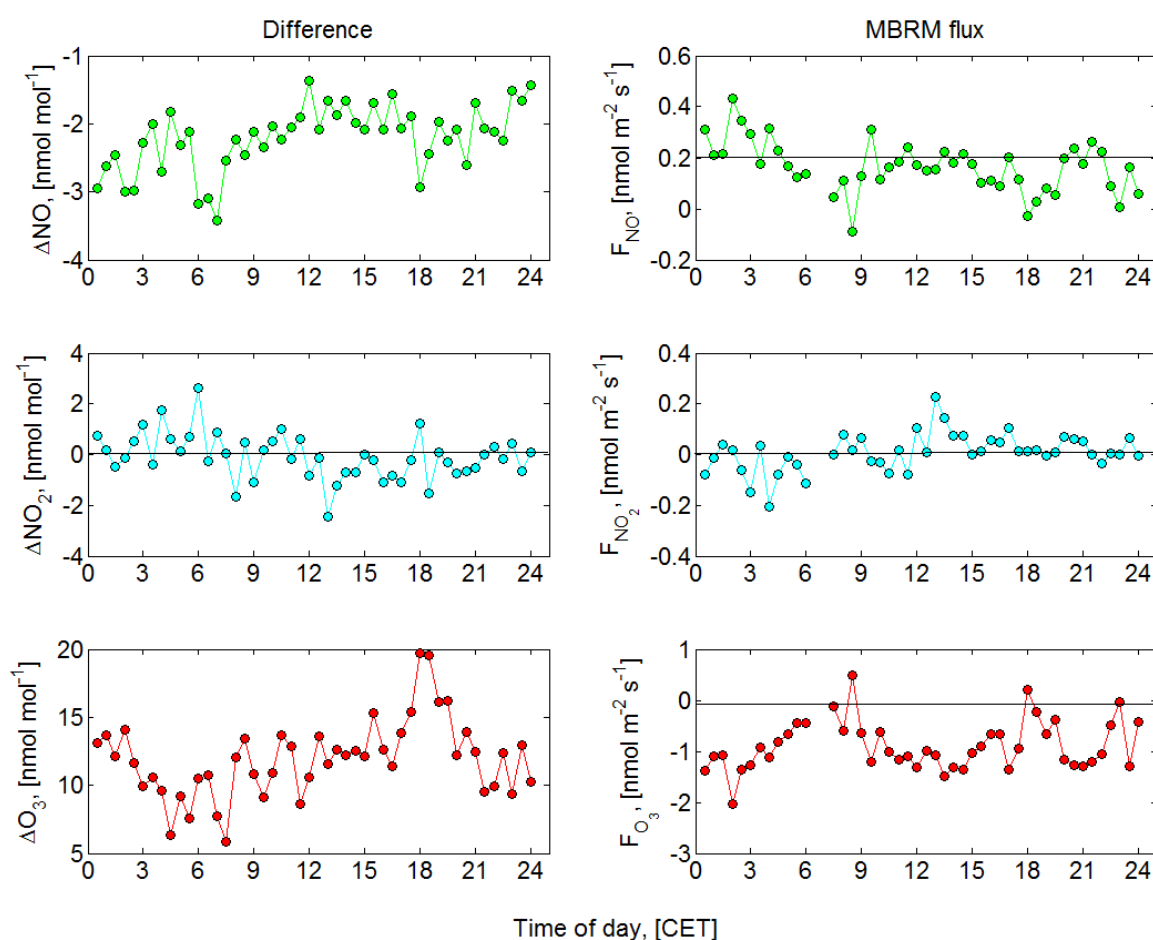 Difference
MBRM flux
ΔNO, [nmol mol⁻¹]
-1
-2
-3
-4
0 3 6 9 12 15 18 21 24
F_NO, [nmol m⁻² s⁻¹]
0.6
0.4
0.2
0
-0.2
0 3 6 9 12 15 18 21 24
ΔNO₂, [nmol mol⁻¹]
4
2
0
-2
-4
0 3 6 9 12 15 18 21 24
F_NO₂, [nmol m⁻² s⁻¹]
0.4
0.2
0
-0.2
-0.4
0 3 6 9 12 15 18 21 24
ΔO₃, [nmol mol⁻¹]
20
15
10
5
0 3 6 9 12 15 18 21 24
F_O₃, [nmol m⁻² s⁻¹]
1
0
-1
-2
-3
0 3 6 9 12 15 18 21 24
Time of day, [CET]